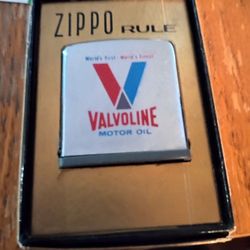 ZIPPO RULE
World's First - World's Finest
VALVOLINE
MOTOR OIL